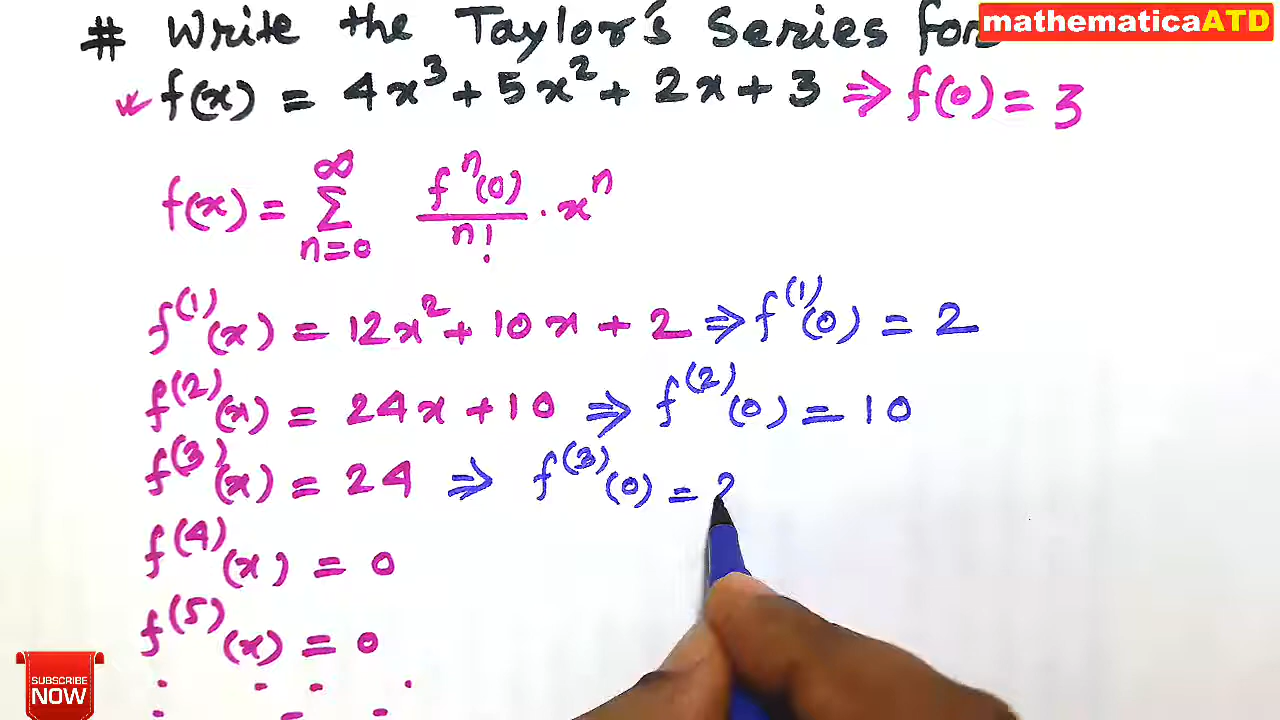 # Write the Taylor's Series for
mathematicaATD
f(x) = 4x³ + 5x² + 2x + 3 ⇒ f(0) = 3
f(x) = ∑_{n=0}^{∞} fⁿ(0)/n! · xⁿ
f⁽¹⁾(x) = 12x² + 10x + 2 ⇒ f⁽¹⁾(0) = 2
f⁽²⁾(x) = 24x + 10 ⇒ f⁽²⁾(0) = 10
f⁽³⁾(x) = 24 ⇒ f⁽³⁾(0) = 2
f⁽⁴⁾(x) = 0
f⁽⁵⁾(x) = 0
SUBSCRIBE
NOW